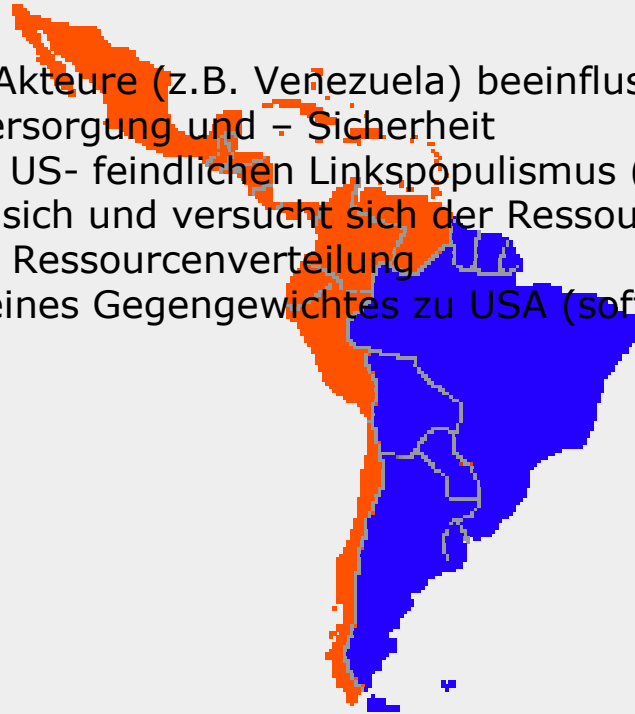 Akteure (z.B. Venezuela) beeinflus
ersorgung und – Sicherheit
US- feindlichen Linkspopulismus (
sich und versucht sich der Ressou
Ressourcenverteilung
eines Gegengewichtes zu USA (soft